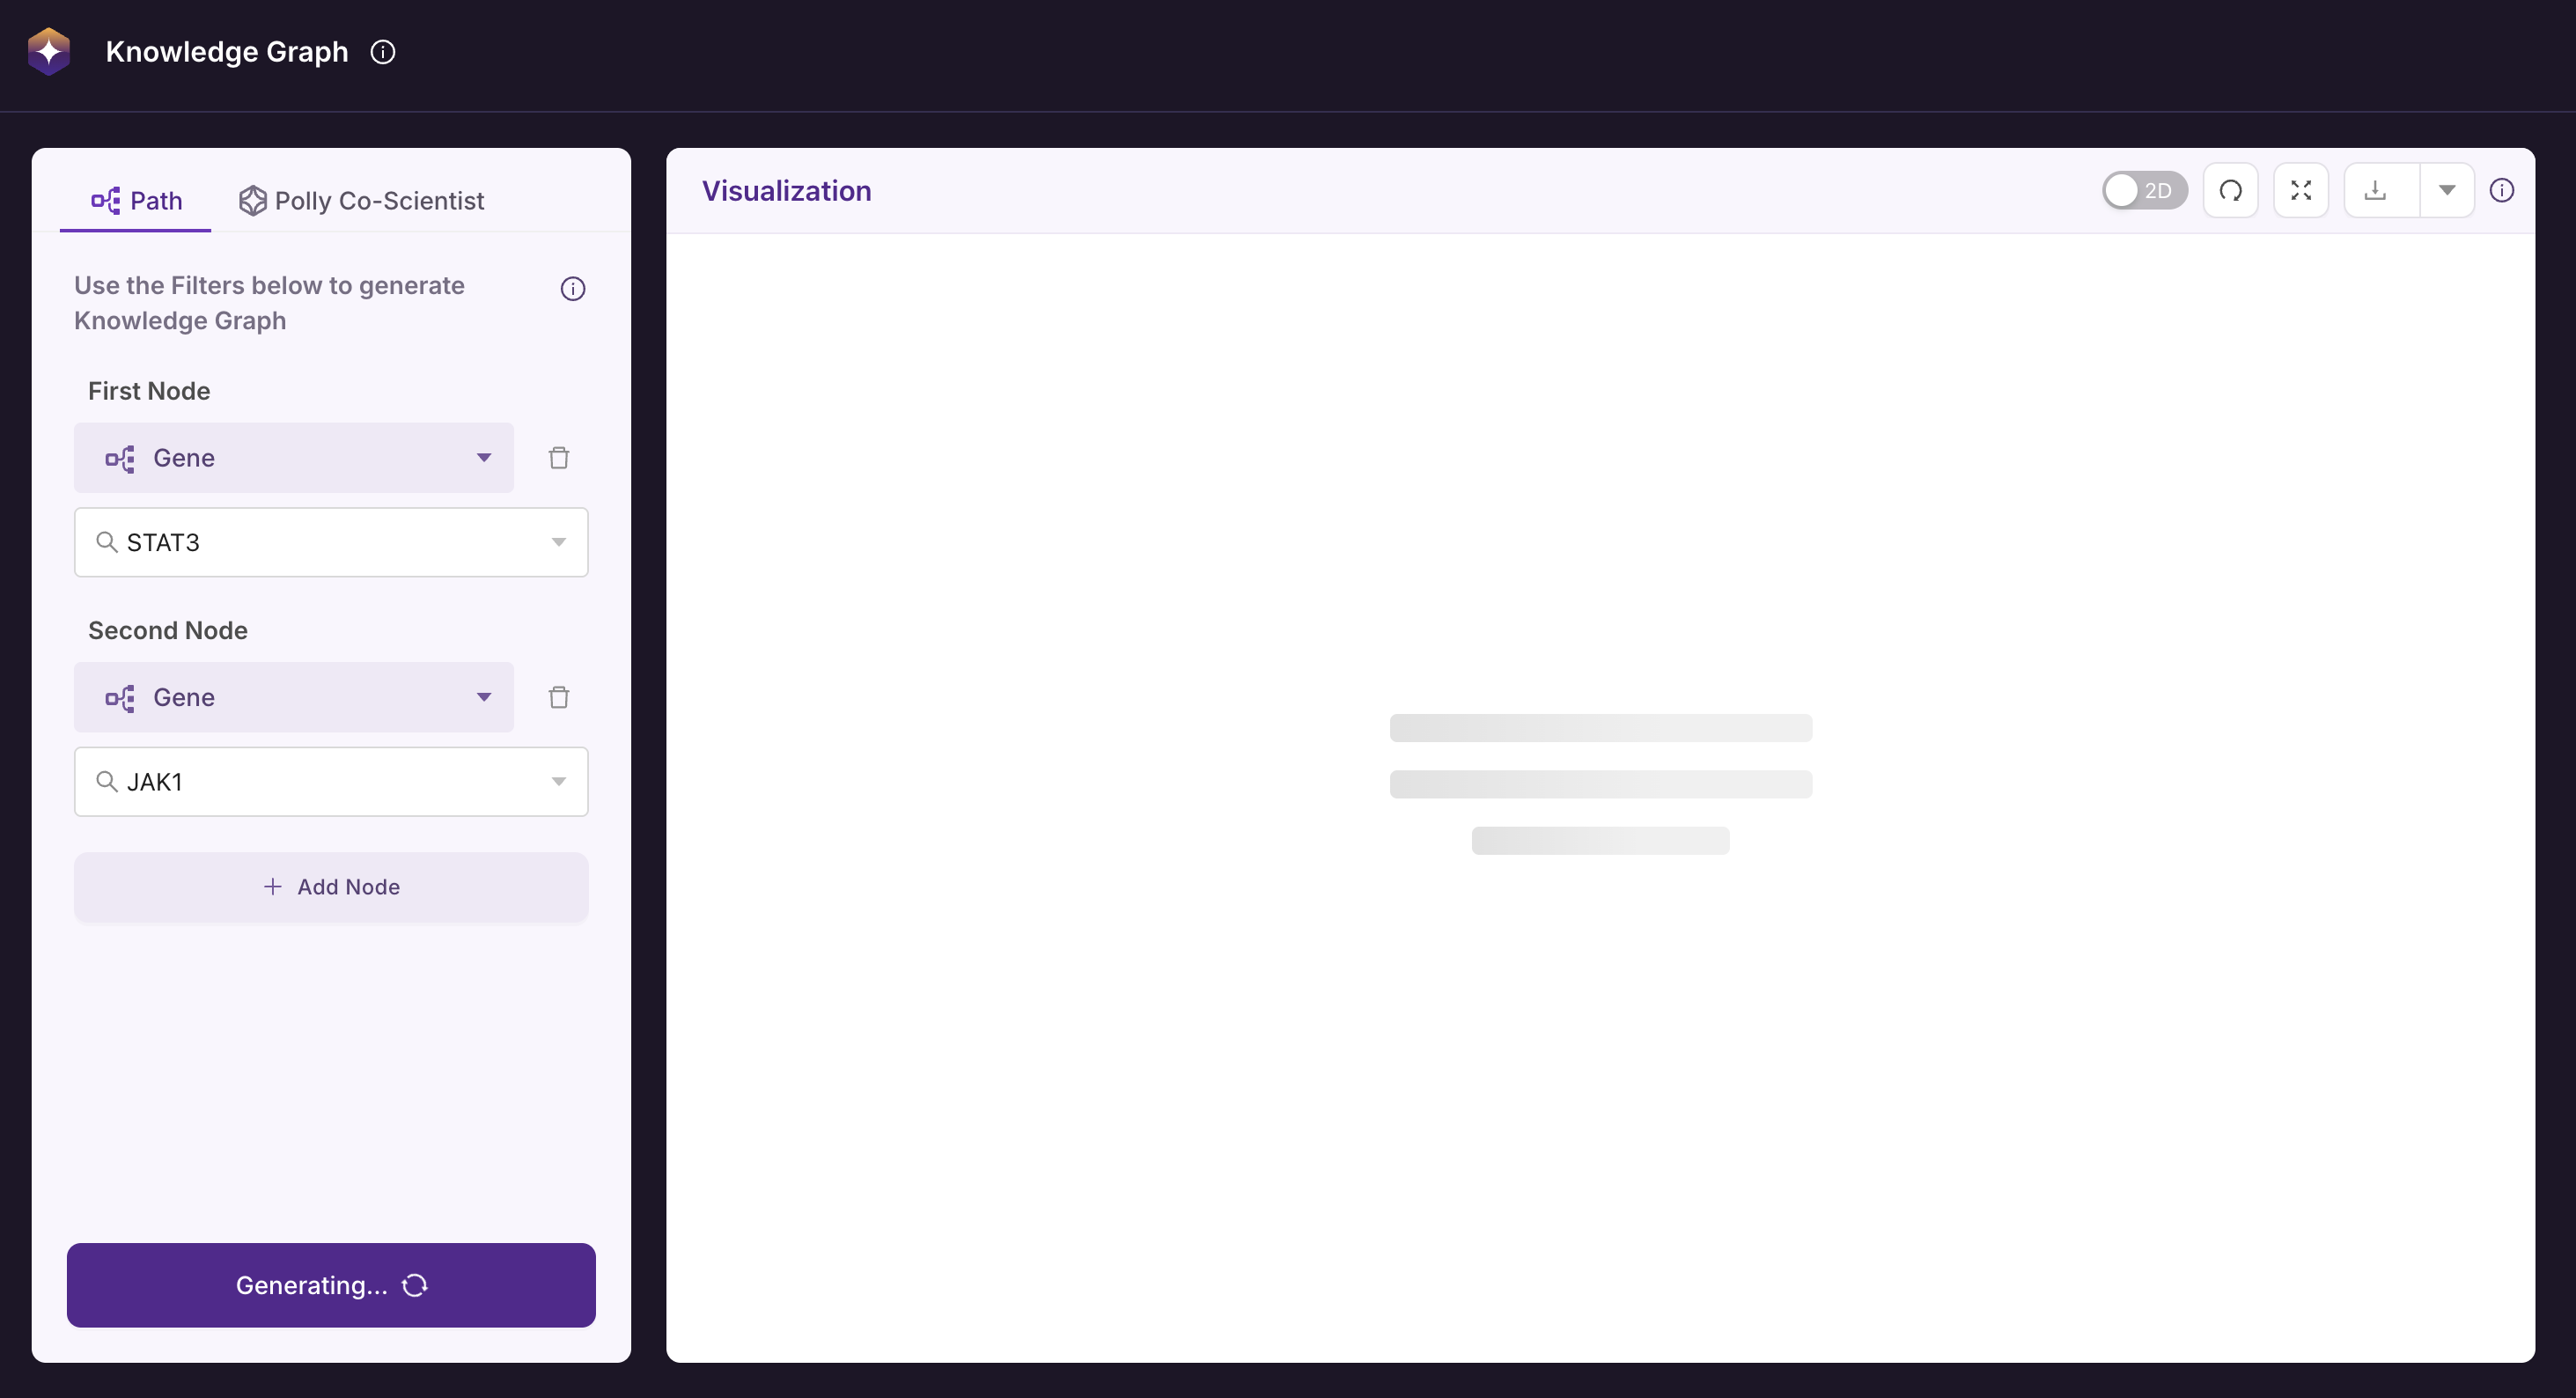 Knowledge Graph
Path
Polly Co-Scientist
Use the Filters below to generate
Knowledge Graph
First Node
Gene
STAT3
Second Node
Gene
JAK1
Add Node
Generating...
Visualization
2D